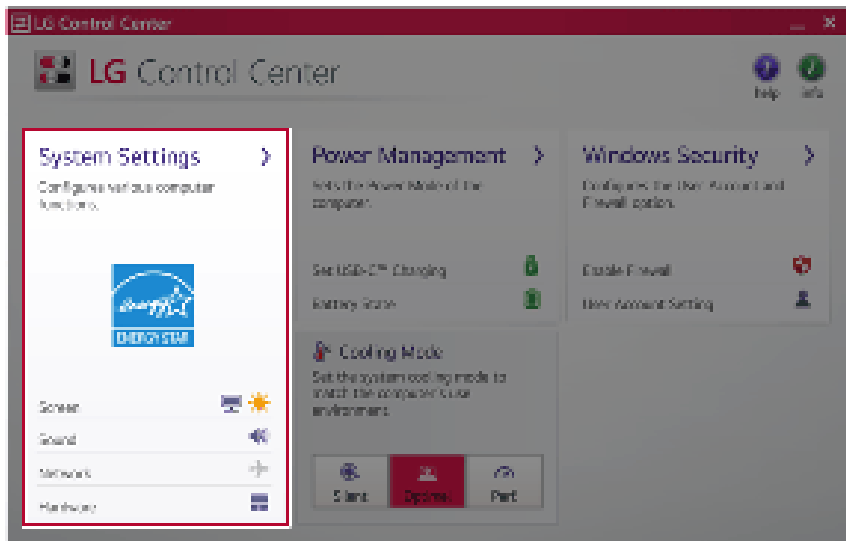 LG Control Center
LG Control Center
help
info
System Settings
Configures various computer
functions.
ENERGY STAR
Screen
Sound
Network
Hardware
Power Management
Sets the Power Mode of the
computer.
Set USB-C™ Charging
Battery State
Windows Security
Configures the User Account and
Firewall option.
Enable Firewall
User Account Setting
Cooling Mode
Set the system cooling mode to
match the computer's use
environment.
Silent
Optimal
Perf